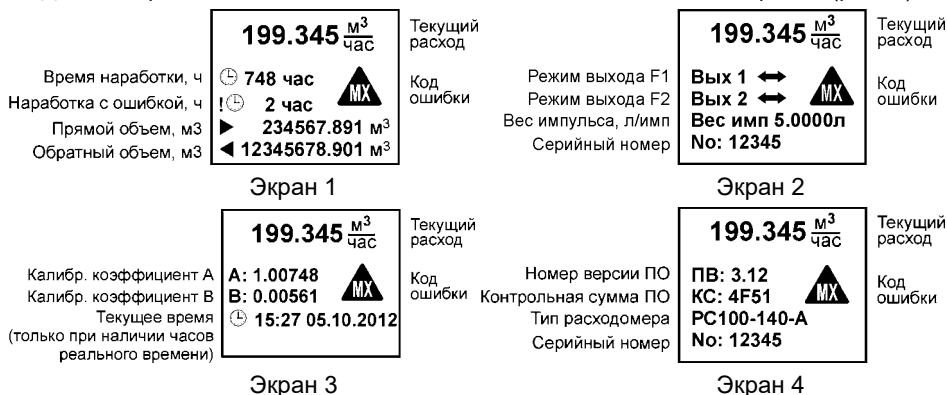 199.345 м³/час
Текущий расход
Время наработки, ч
748 час
Код ошибки
MX
Наработка с ошибкой, ч
! 2 час
Прямой объем, м3
▶ 234567.891 м³
Обратный объем, м3
◀ 12345678.901 м³
Экран 1
199.345 м³/час
Текущий расход
Режим выхода F1
Вых 1 ↔
Код ошибки
MX
Режим выхода F2
Вых 2 ↔
Вес импульса, л/имп
Вес имп 5.0000л
Серийный номер
No: 12345
Экран 2
199.345 м³/час
Текущий расход
Калибр. коэффициент А
A: 1.00748
Код ошибки
MX
Калибр. коэффициент В
B: 0.00561
Текущее время
15:27 05.10.2012
(только при наличии часов
реального времени)
Экран 3
199.345 м³/час
Текущий расход
Номер версии ПО
ПВ: 3.12
Код ошибки
MX
Контрольная сумма ПО
КС: 4F51
Тип расходомера
РС100-140-А
Серийный номер
No: 12345
Экран 4